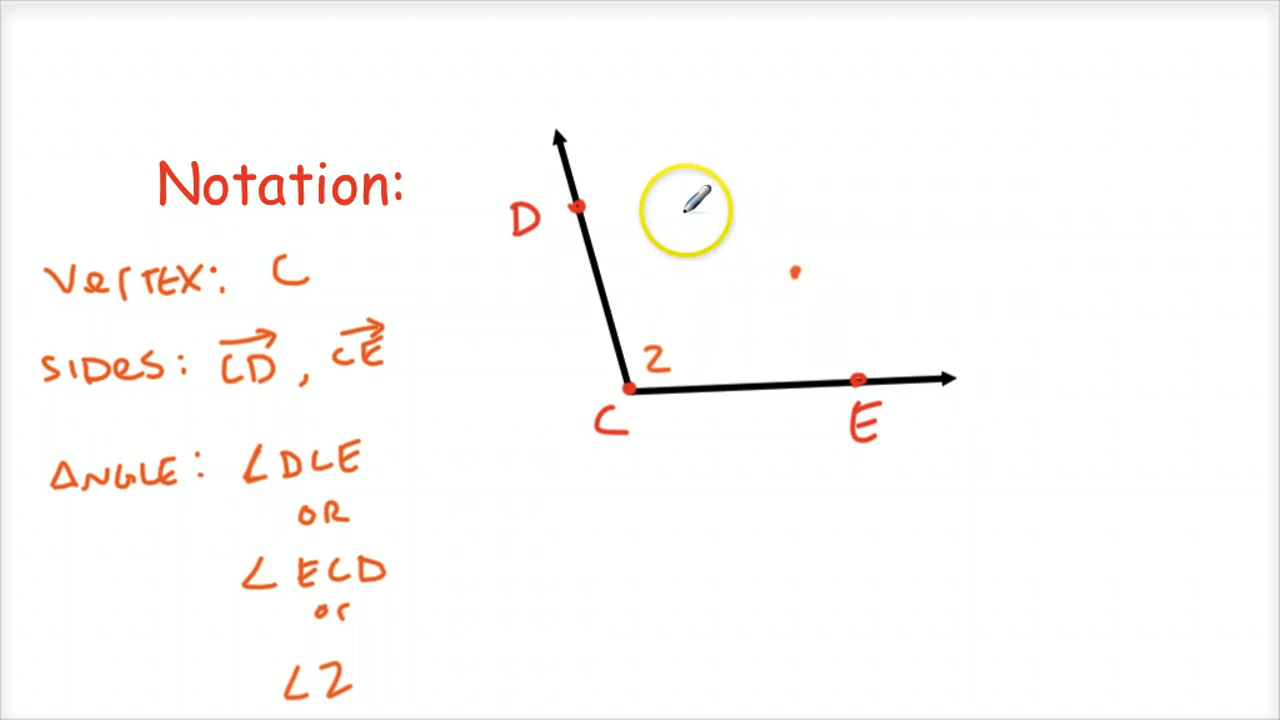 Notation:
VerTEX: C
SIDES: CD, CE
ANGLE: ∠DCE
OR
∠ECD
or
∠2
D
2
C
E